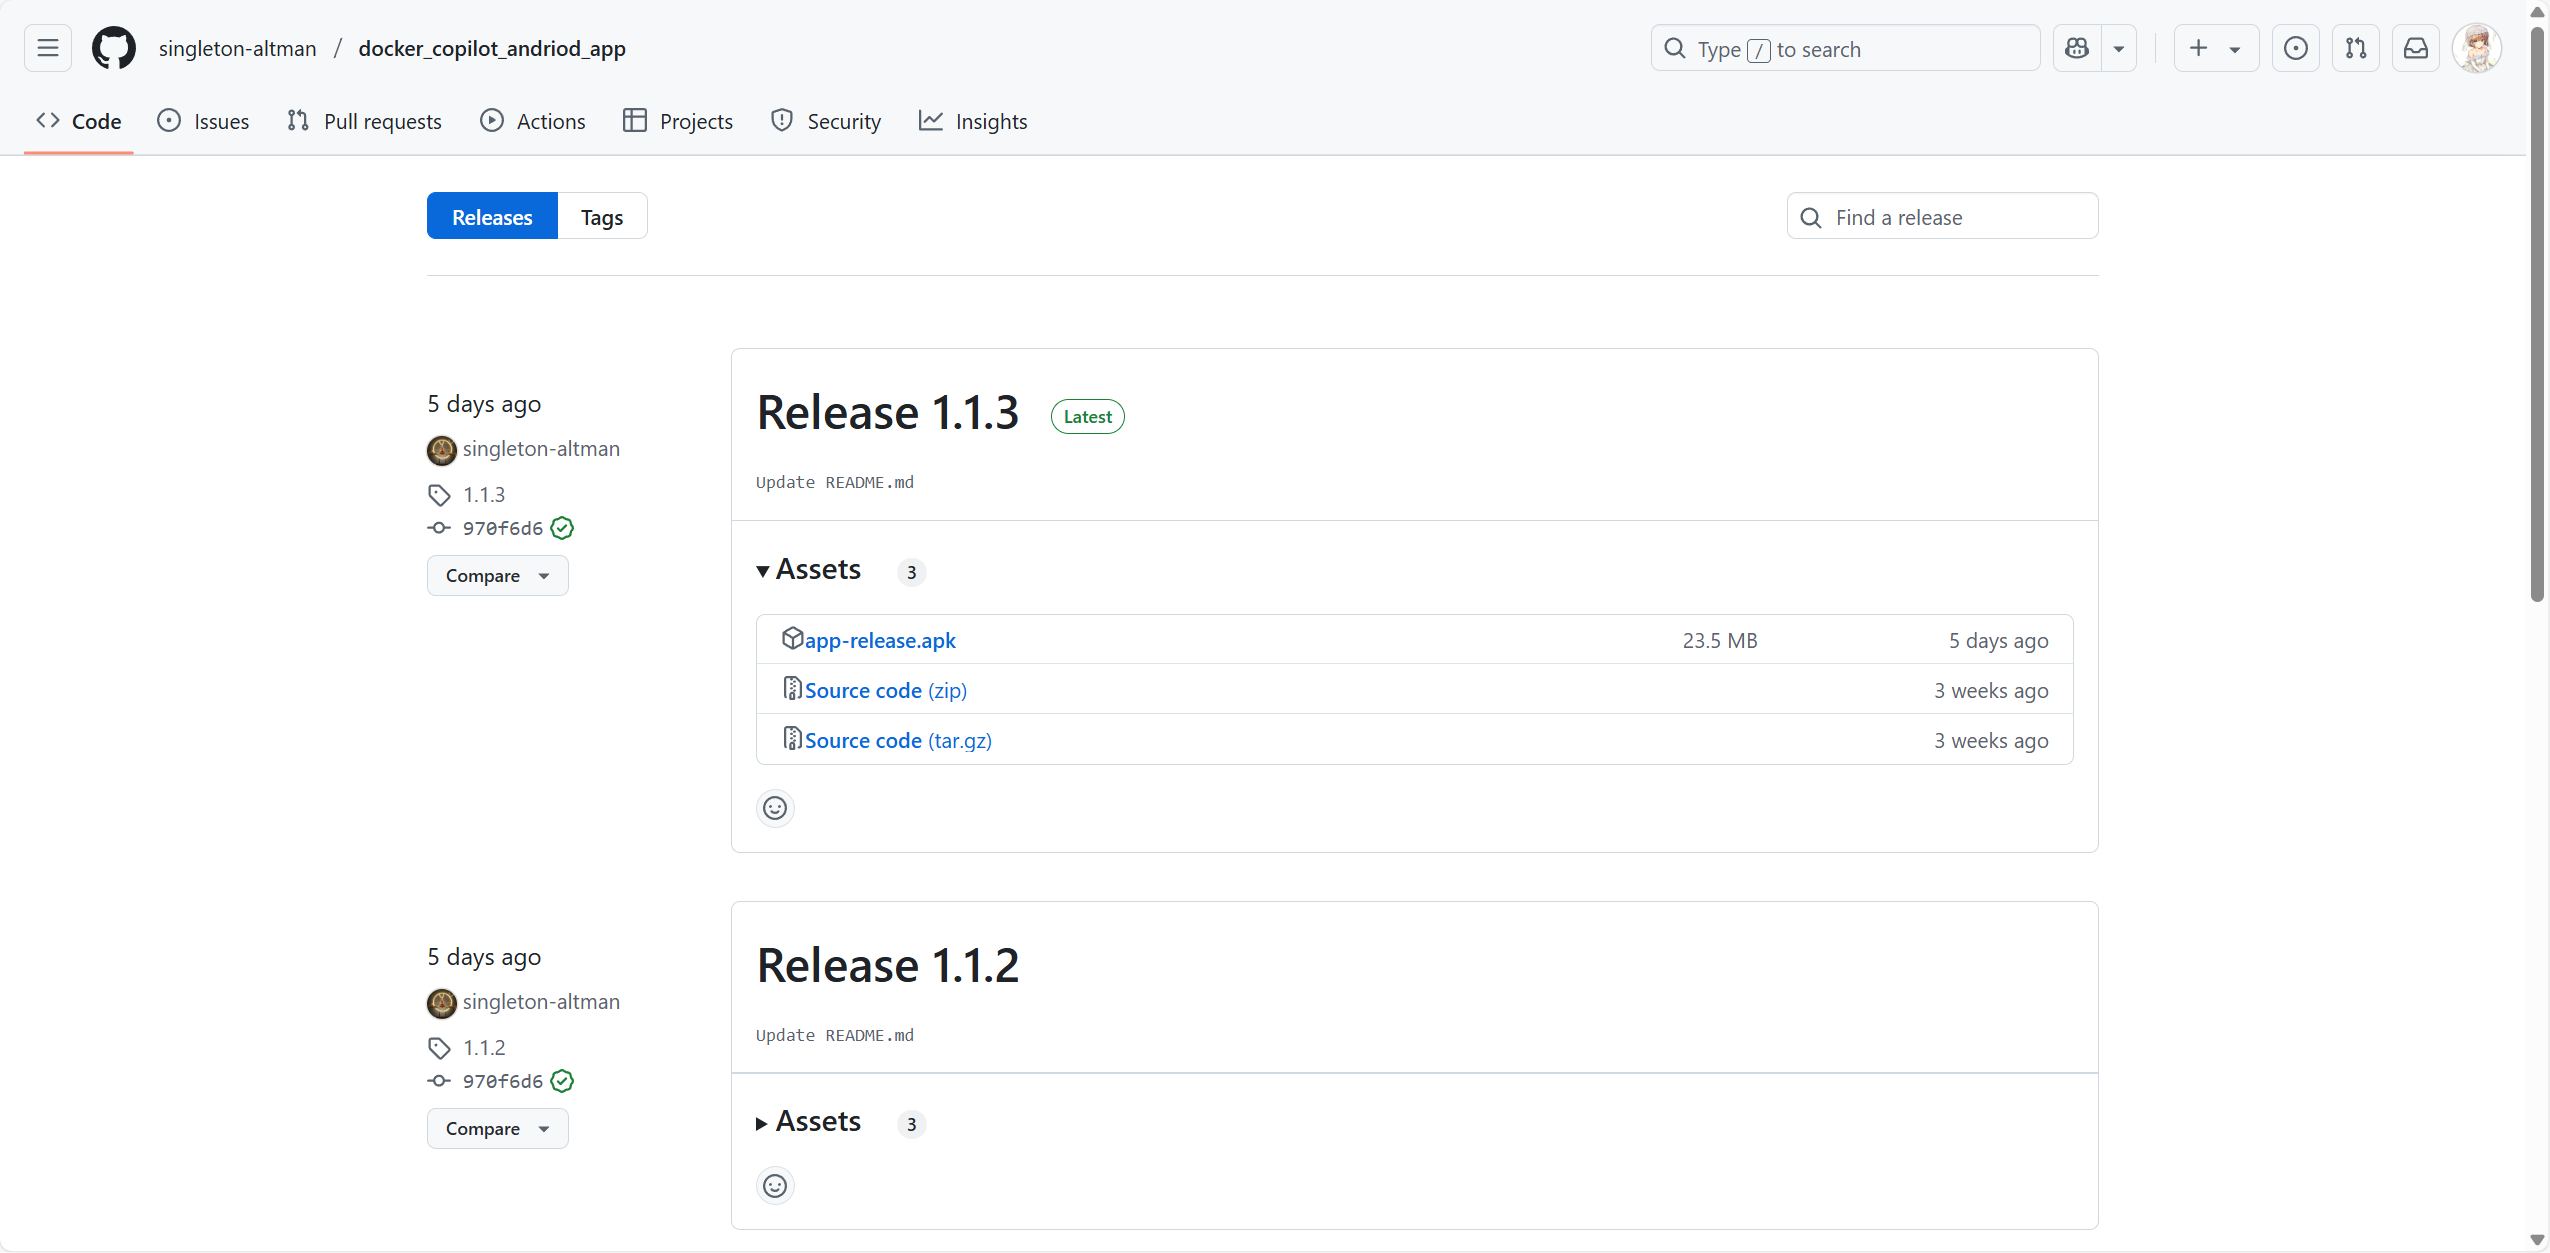 singleton-altman / docker_copilot_andriod_app
Type / to search
Code Issues Pull requests Actions Projects Security Insights
Releases Tags
Find a release
5 days ago
singleton-altman
1.1.3
970f6d6
Compare
Release 1.1.3 Latest
Update README.md
Assets 3
app-release.apk 23.5 MB 5 days ago
Source code (zip) 3 weeks ago
Source code (tar.gz) 3 weeks ago
5 days ago
singleton-altman
1.1.2
970f6d6
Compare
Release 1.1.2
Update README.md
Assets 3